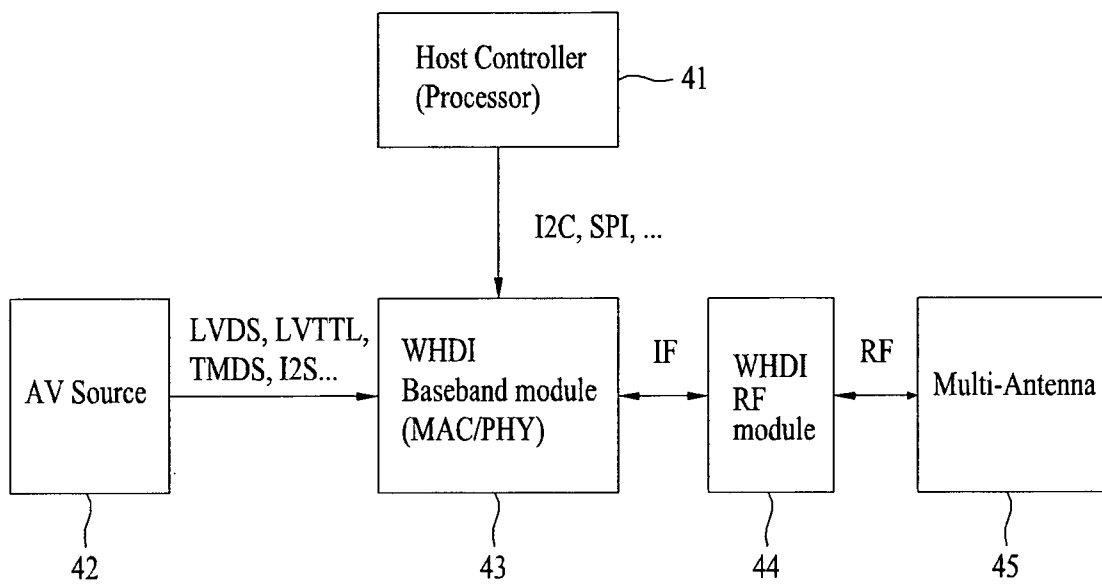 Host Controller
(Processor)
41
I2C, SPI, ...
AV Source
LVDS, LVTTL,
TMDS, I2S...
WHDI
Baseband module
(MAC/PHY)
IF
WHDI
RF
module
RF
Multi-Antenna
42
43
44
45